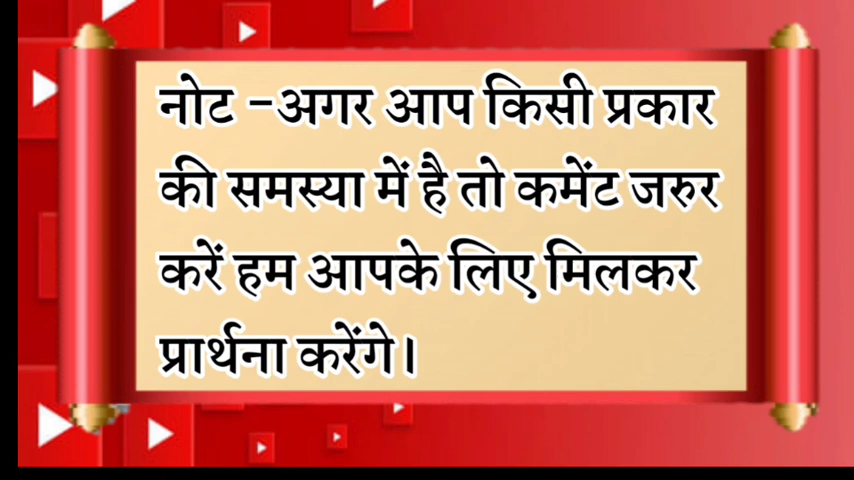 नोट -अगर आप किसी प्रकार
की समस्या में है तो कमेंट जरुर
करें हम आपके लिए मिलकर
प्रार्थना करेंगे।